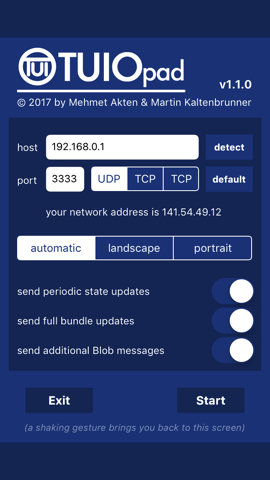 TUI TUIOpad
v1.1.0
© 2017 by Mehmet Akten & Martin Kaltenbrunner
host 192.168.0.1 detect
port 3333 UDP TCP TCP default
your network address is 141.54.49.12
automatic landscape portrait
send periodic state updates
send full bundle updates
send additional Blob messages
Exit Start
(a shaking gesture brings you back to this screen)